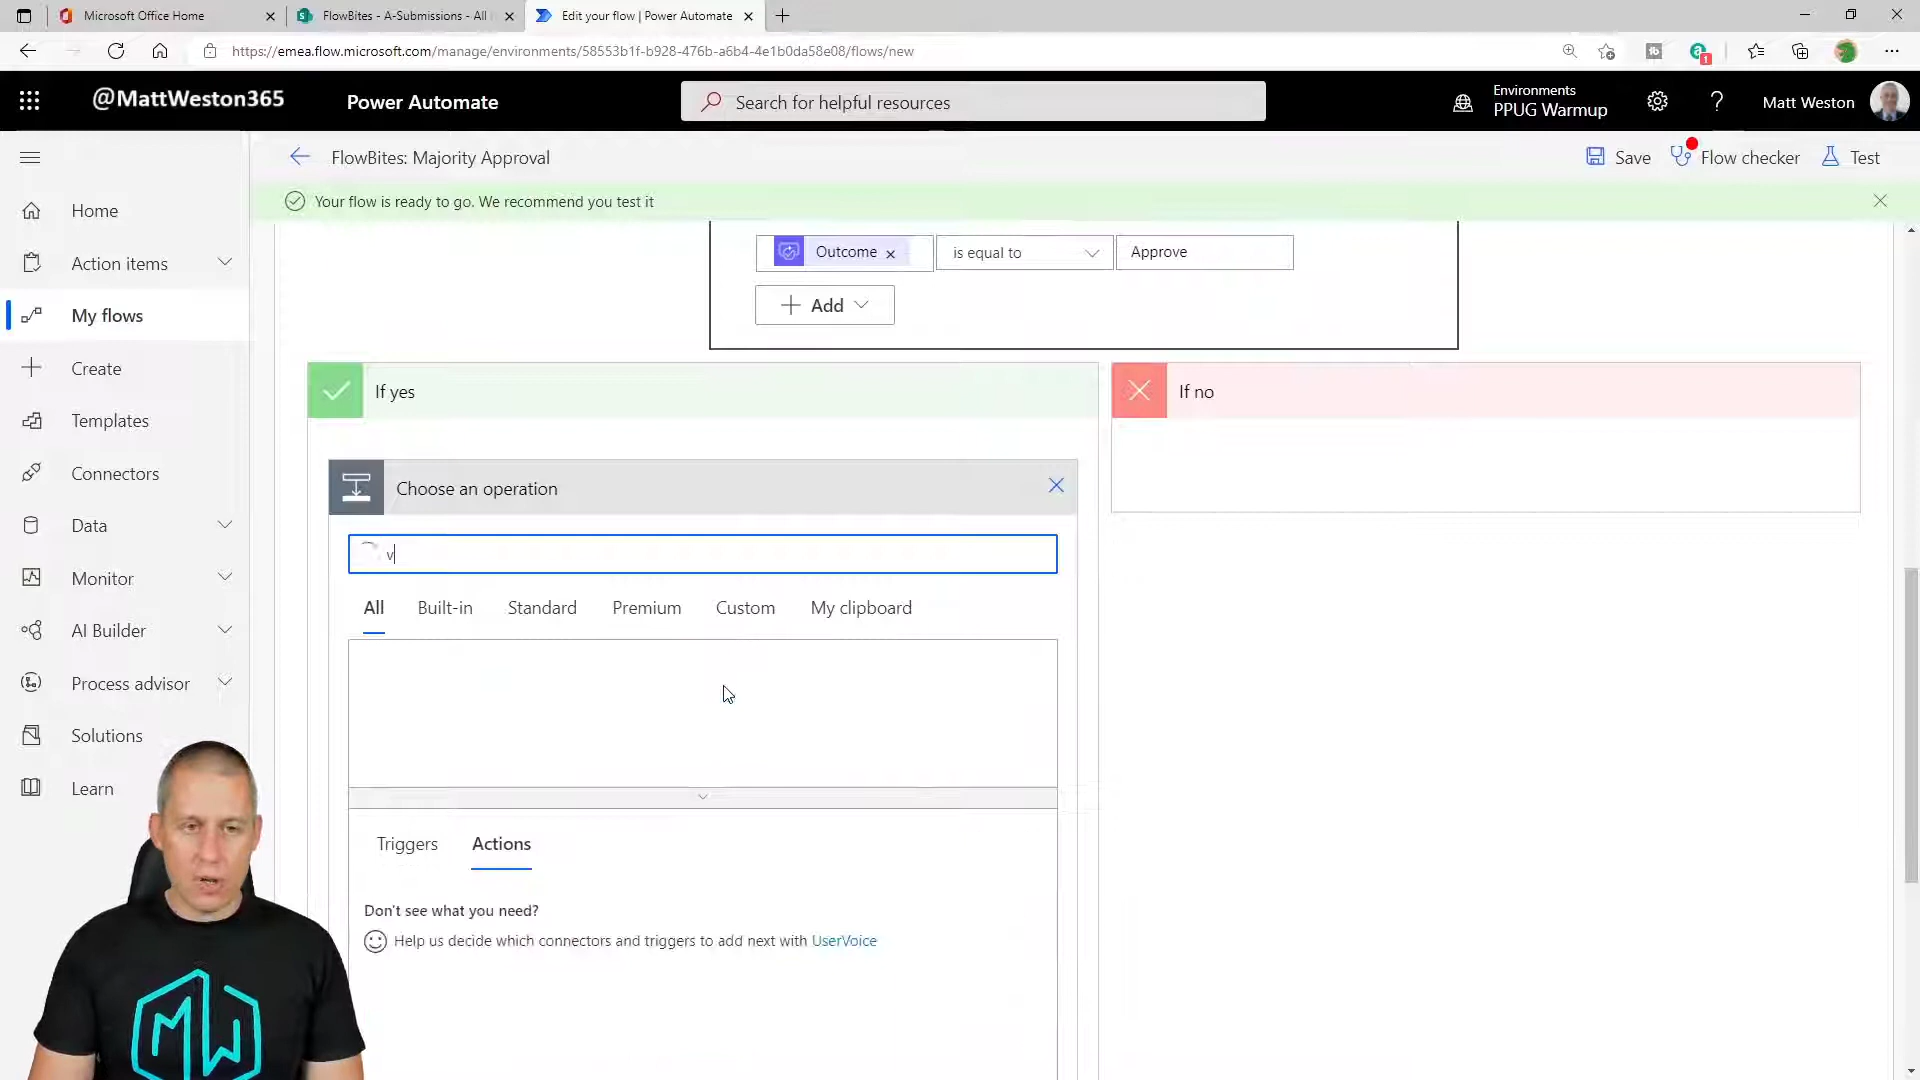 Microsoft Office Home
FlowBites - A-Submissions - All
Edit your flow | Power Automate
https://emea.flow.microsoft.com/manage/environments/58553b1f-b928-476b-a6b4-4e1b0da58e08/flows/new
@MattWeston365
Power Automate
Search for helpful resources
Environments
PPUG Warmup
Matt Weston
FlowBites: Majority Approval
Save
Flow checker
Test
Your flow is ready to go. We recommend you test it
Home
Action items
My flows
Create
Templates
Connectors
Data
Monitor
AI Builder
Process advisor
Solutions
Learn
Outcome
is equal to
Approve
Add
If yes
If no
Choose an operation
v
All
Built-in
Standard
Premium
Custom
My clipboard
Triggers
Actions
Don't see what you need?
Help us decide which connectors and triggers to add next with UserVoice
MW